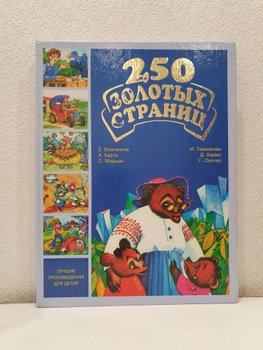 250
ЗОЛОТЫХ
СТРАНИЦ
Е. Благинина
А. Барто
С. Маршак
И. Токмакова
Д. Хармс
Г. Сапгир
ЛУЧШИЕ
ПРОИЗВЕДЕНИЯ
ДЛЯ ДЕТЕЙ